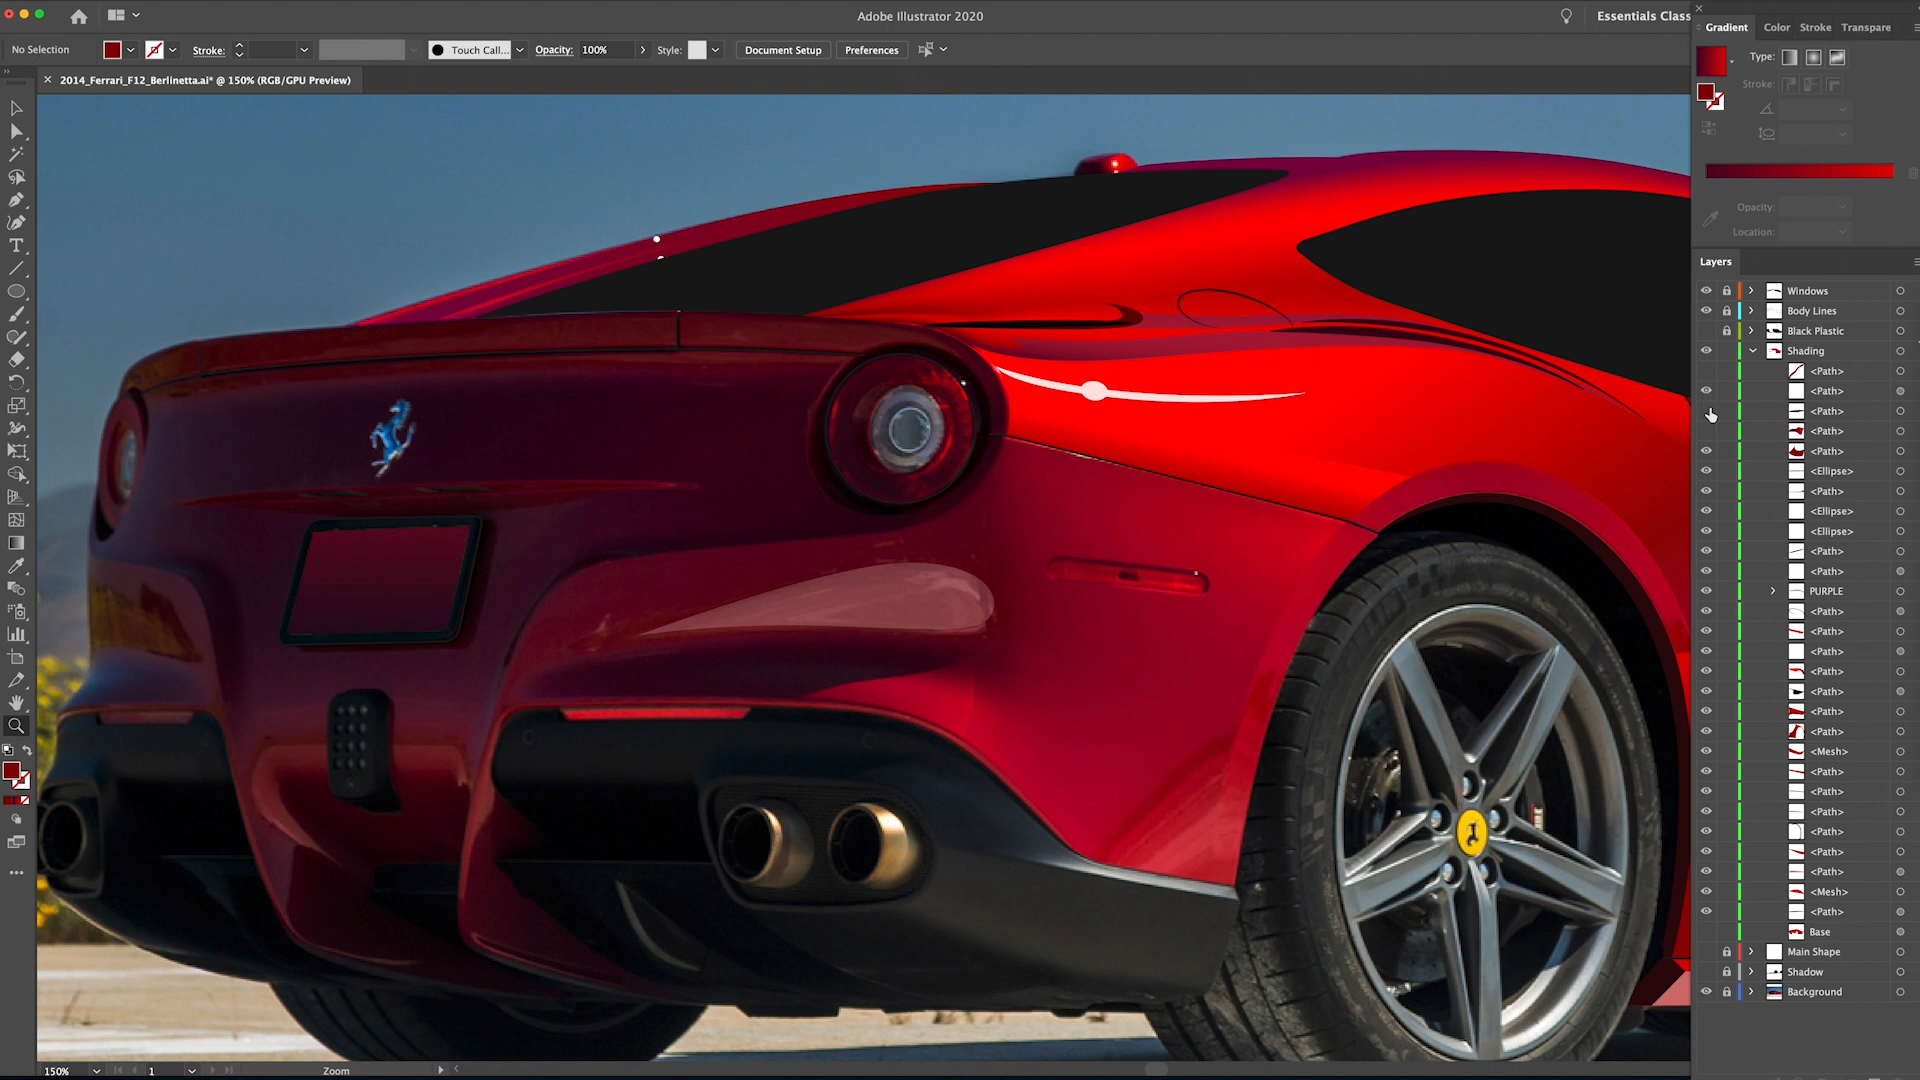 Adobe Illustrator 2020
Essentials Class
No Selection
Stroke:
Touch Call...
Opacity:
100%
Style:
Document Setup
Preferences
2014_Ferrari_F12_Berlinetta.ai* @ 150% (RGB/GPU Preview)
Gradient
Color
Stroke
Transpare
Type:
Stroke:
Opacity:
Location:
Layers
Windows
Body Lines
Black Plastic
Shading
<Path>
<Path>
<Path>
<Path>
<Path>
<Ellipse>
<Path>
<Ellipse>
<Ellipse>
<Path>
<Path>
PURPLE
<Path>
<Path>
<Path>
<Path>
<Path>
<Path>
<Path>
<Mesh>
<Path>
<Path>
<Path>
<Path>
<Path>
<Path>
<Mesh>
<Path>
Base
Main Shape
Shadow
Background
150%
1
Zoom